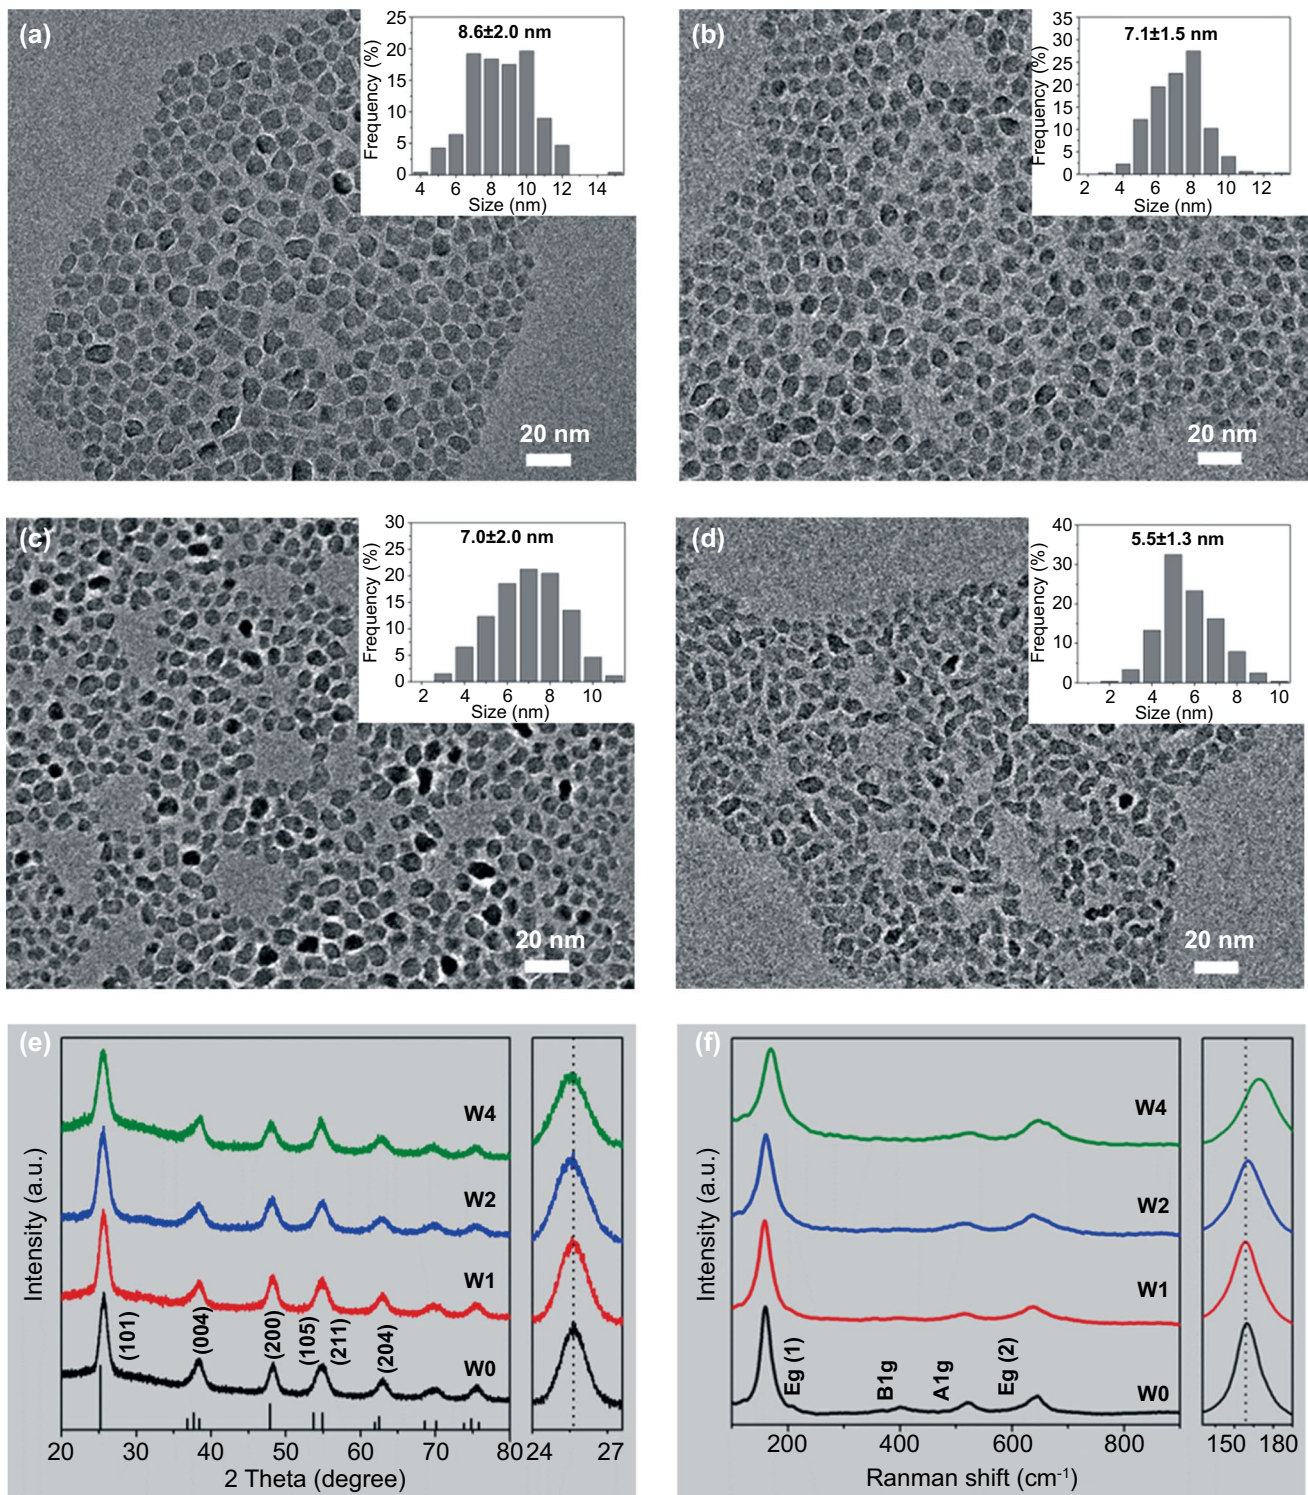 (a)
8.6±2.0 nm
Frequency (%)
25
20
15
10
5
0
4 6 8 10 12 14
Size (nm)
20 nm
(b)
7.1±1.5 nm
Frequency (%)
35
30
25
20
15
10
5
0
2 4 6 8 10 12
Size (nm)
20 nm
(c)
7.0±2.0 nm
Frequency (%)
30
20
15
10
5
0
2 4 6 8 10
Size (nm)
20 nm
(d)
5.5±1.3 nm
Frequency (%)
40
30
20
10
0
2 4 6 8 10
Size (nm)
20 nm
(e)
Intensity (a.u.)
W4
W2
W1
W0
(101)
(004)
(200)
(105)
(211)
(204)
20 30 40 50 60 70 80 24 27
2 Theta (degree)
(f)
Intensity (a.u.)
W4
W2
W1
W0
Eg (1)
B1g
A1g
Eg (2)
200 400 600 800 150 180
Ranman shift (cm-1)